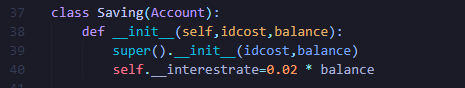 37 class Saving(Account):
38     def __init__(self,idcost,balance):
39         super().__init__(idcost,balance)
40         self.__interestrate=0.02 * balance